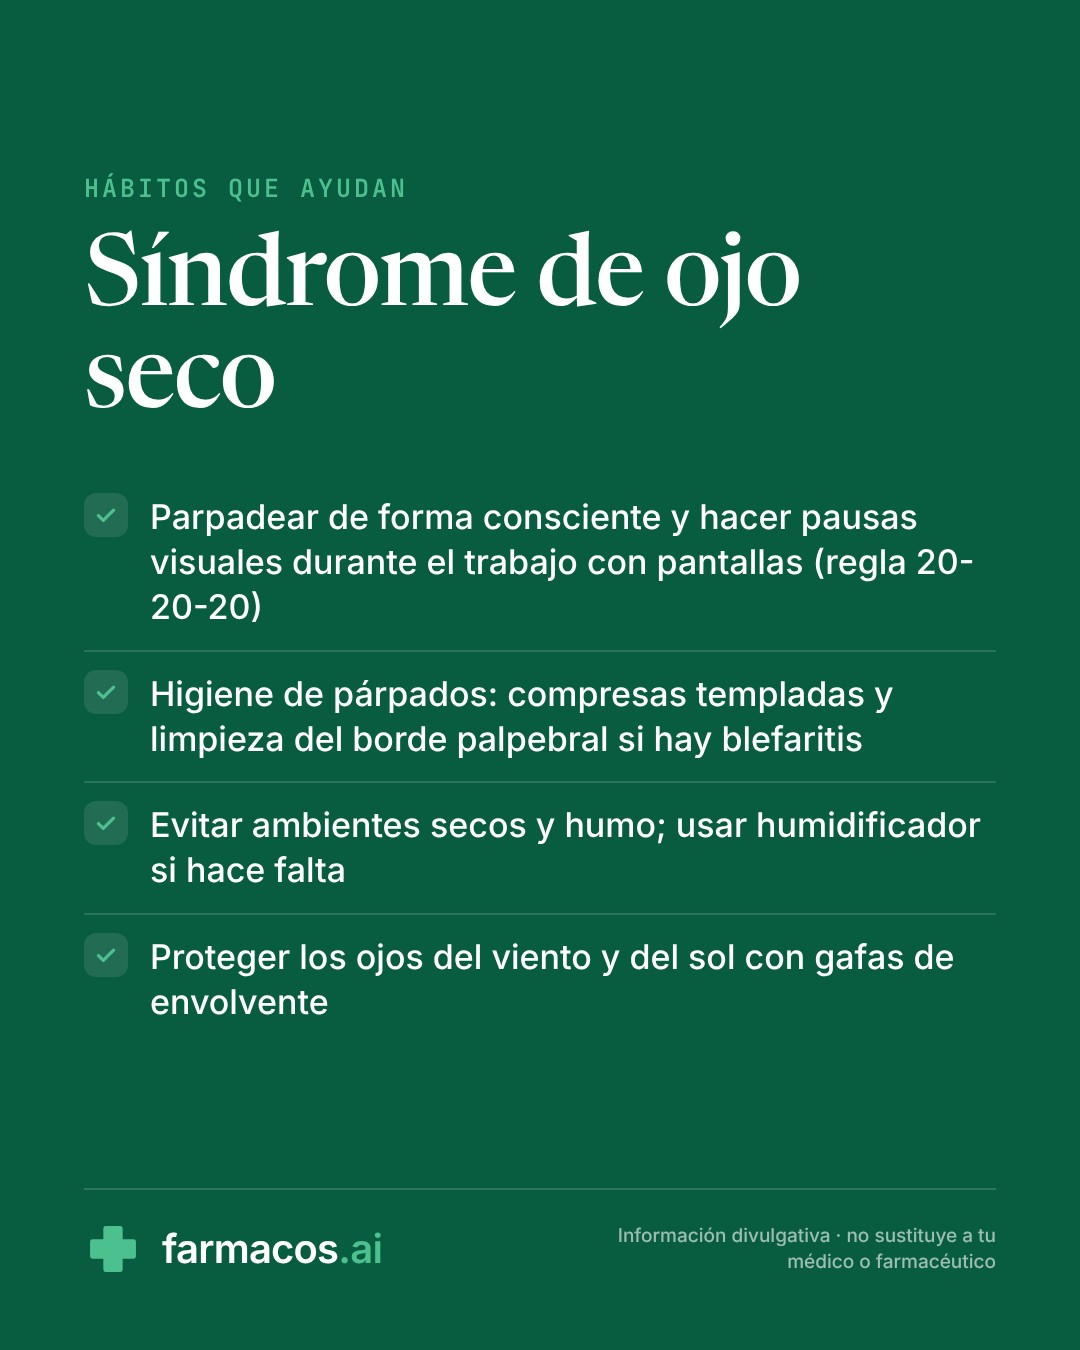 HÁBITOS QUE AYUDAN
Síndrome de ojo
seco
Parpadear de forma consciente y hacer pausas
visuales durante el trabajo con pantallas (regla 20-
20-20)
Higiene de párpados: compresas templadas y
limpieza del borde palpebral si hay blefaritis
Evitar ambientes secos y humo; usar humidificador
si hace falta
Proteger los ojos del viento y del sol con gafas de
envolvente
farmacos.ai
Información divulgativa · no sustituye a tu
médico o farmacéutico